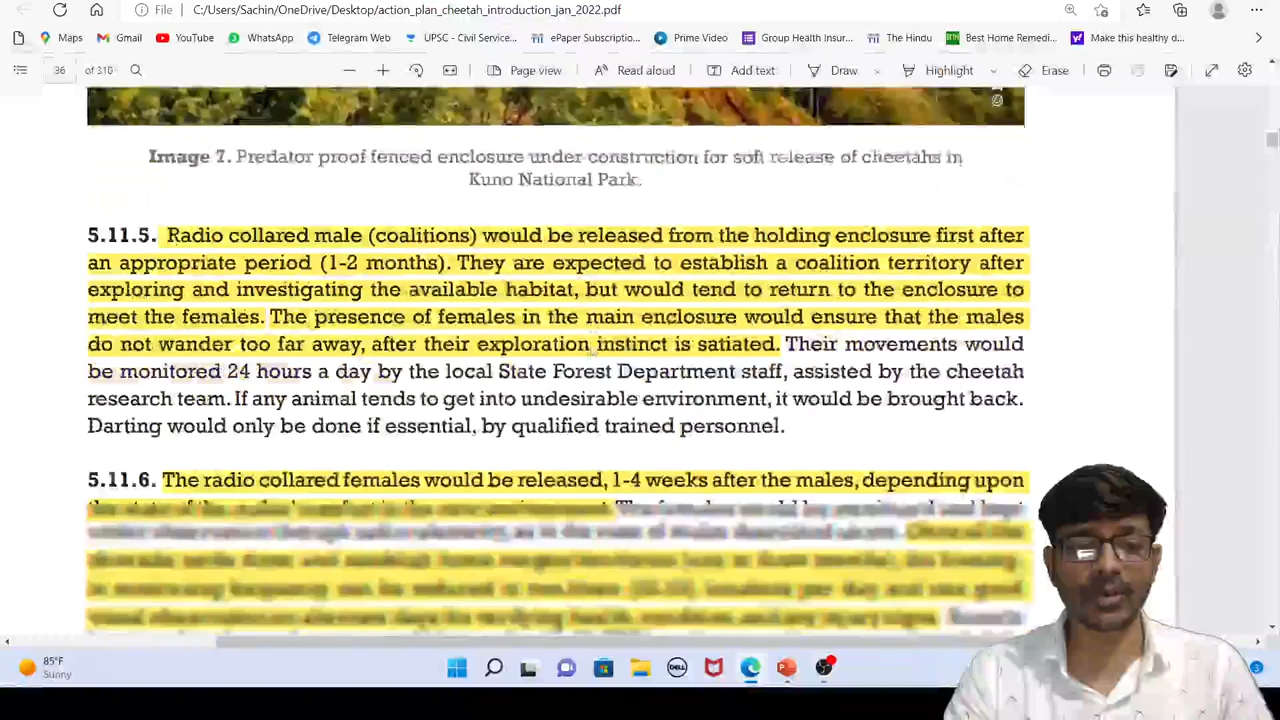 File
C:/Users/Sachin/OneDrive/Desktop/action_plan_cheetah_introduction_jan_2022.pdf
Maps Gmail YouTube WhatsApp Telegram Web UPSC - Civil Service... ePaper Subscriptio... Prime Video Group Health Insur... The Hindu Best Home Remedi... Make this healthy d...
36 of 310 Page view Read aloud Add text Draw Highlight Erase
Image 7. Predator proof fenced enclosure under construction for soft release of cheetahs in
Kuno National Park.
5.11.5. Radio collared male (coalitions) would be released from the holding enclosure first after
an appropriate period (1-2 months). They are expected to establish a coalition territory after
exploring and investigating the available habitat, but would tend to return to the enclosure to
meet the females. The presence of females in the main enclosure would ensure that the males
do not wander too far away, after their exploration instinct is satiated. Their movements would
be monitored 24 hours a day by the local State Forest Department staff, assisted by the cheetah
research team. If any animal tends to get into undesirable environment, it would be brought back.
Darting would only be done if essential, by qualified trained personnel.
5.11.6. The radio collared females would be released, 1-4 weeks after the males, depending upon
85°F
Sunny
DELL
3